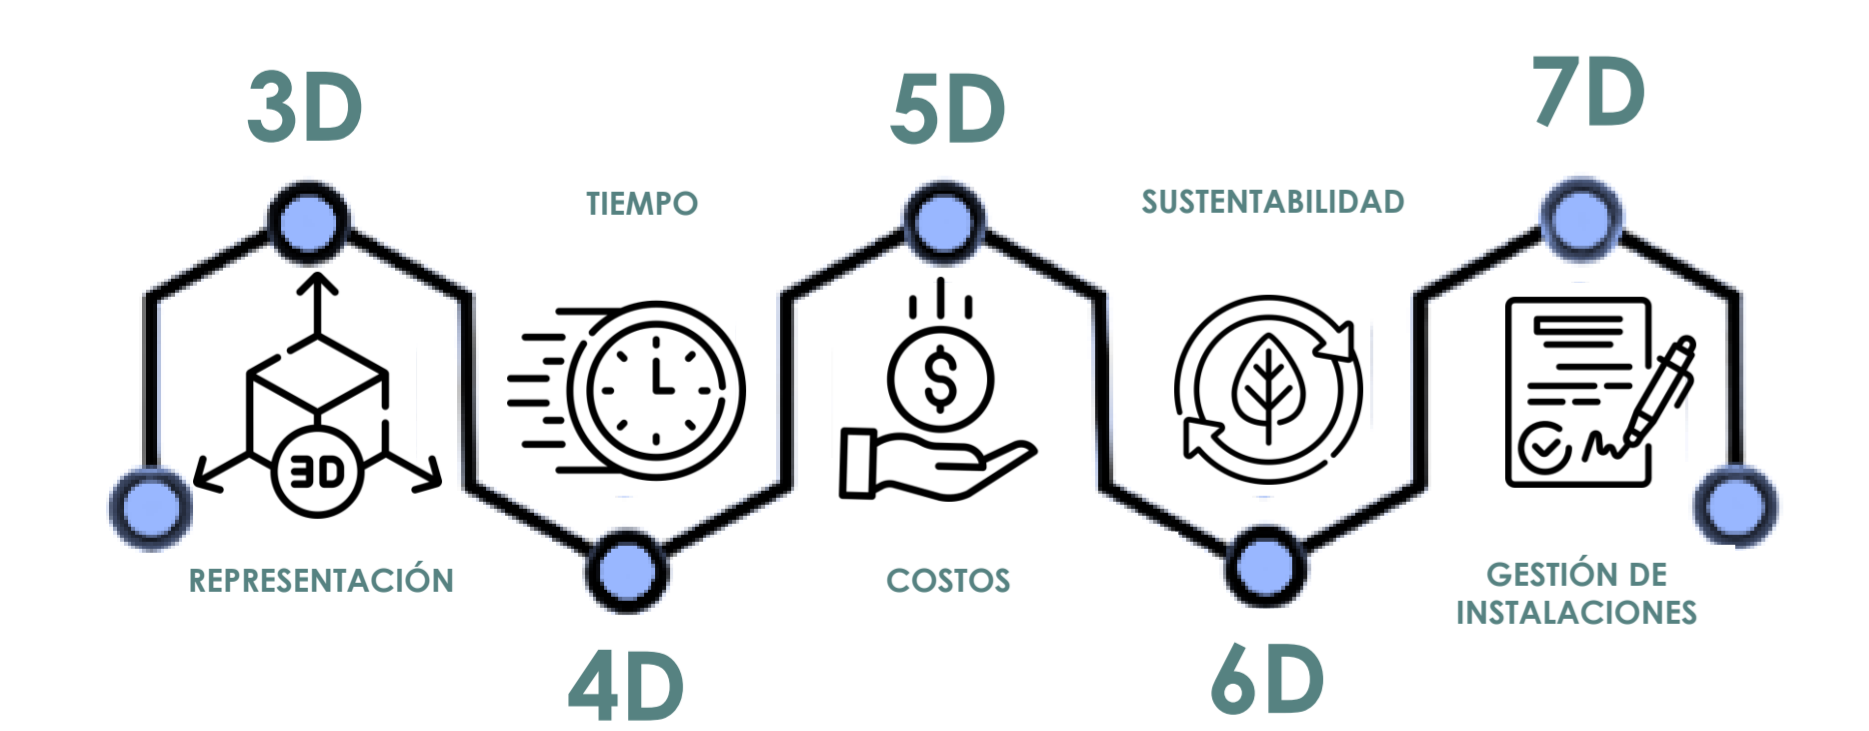 3D
5D
7D
TIEMPO
SUSTENTABILIDAD
$
3D
REPRESENTACIÓN
COSTOS
GESTIÓN DE
INSTALACIONES
4D
6D